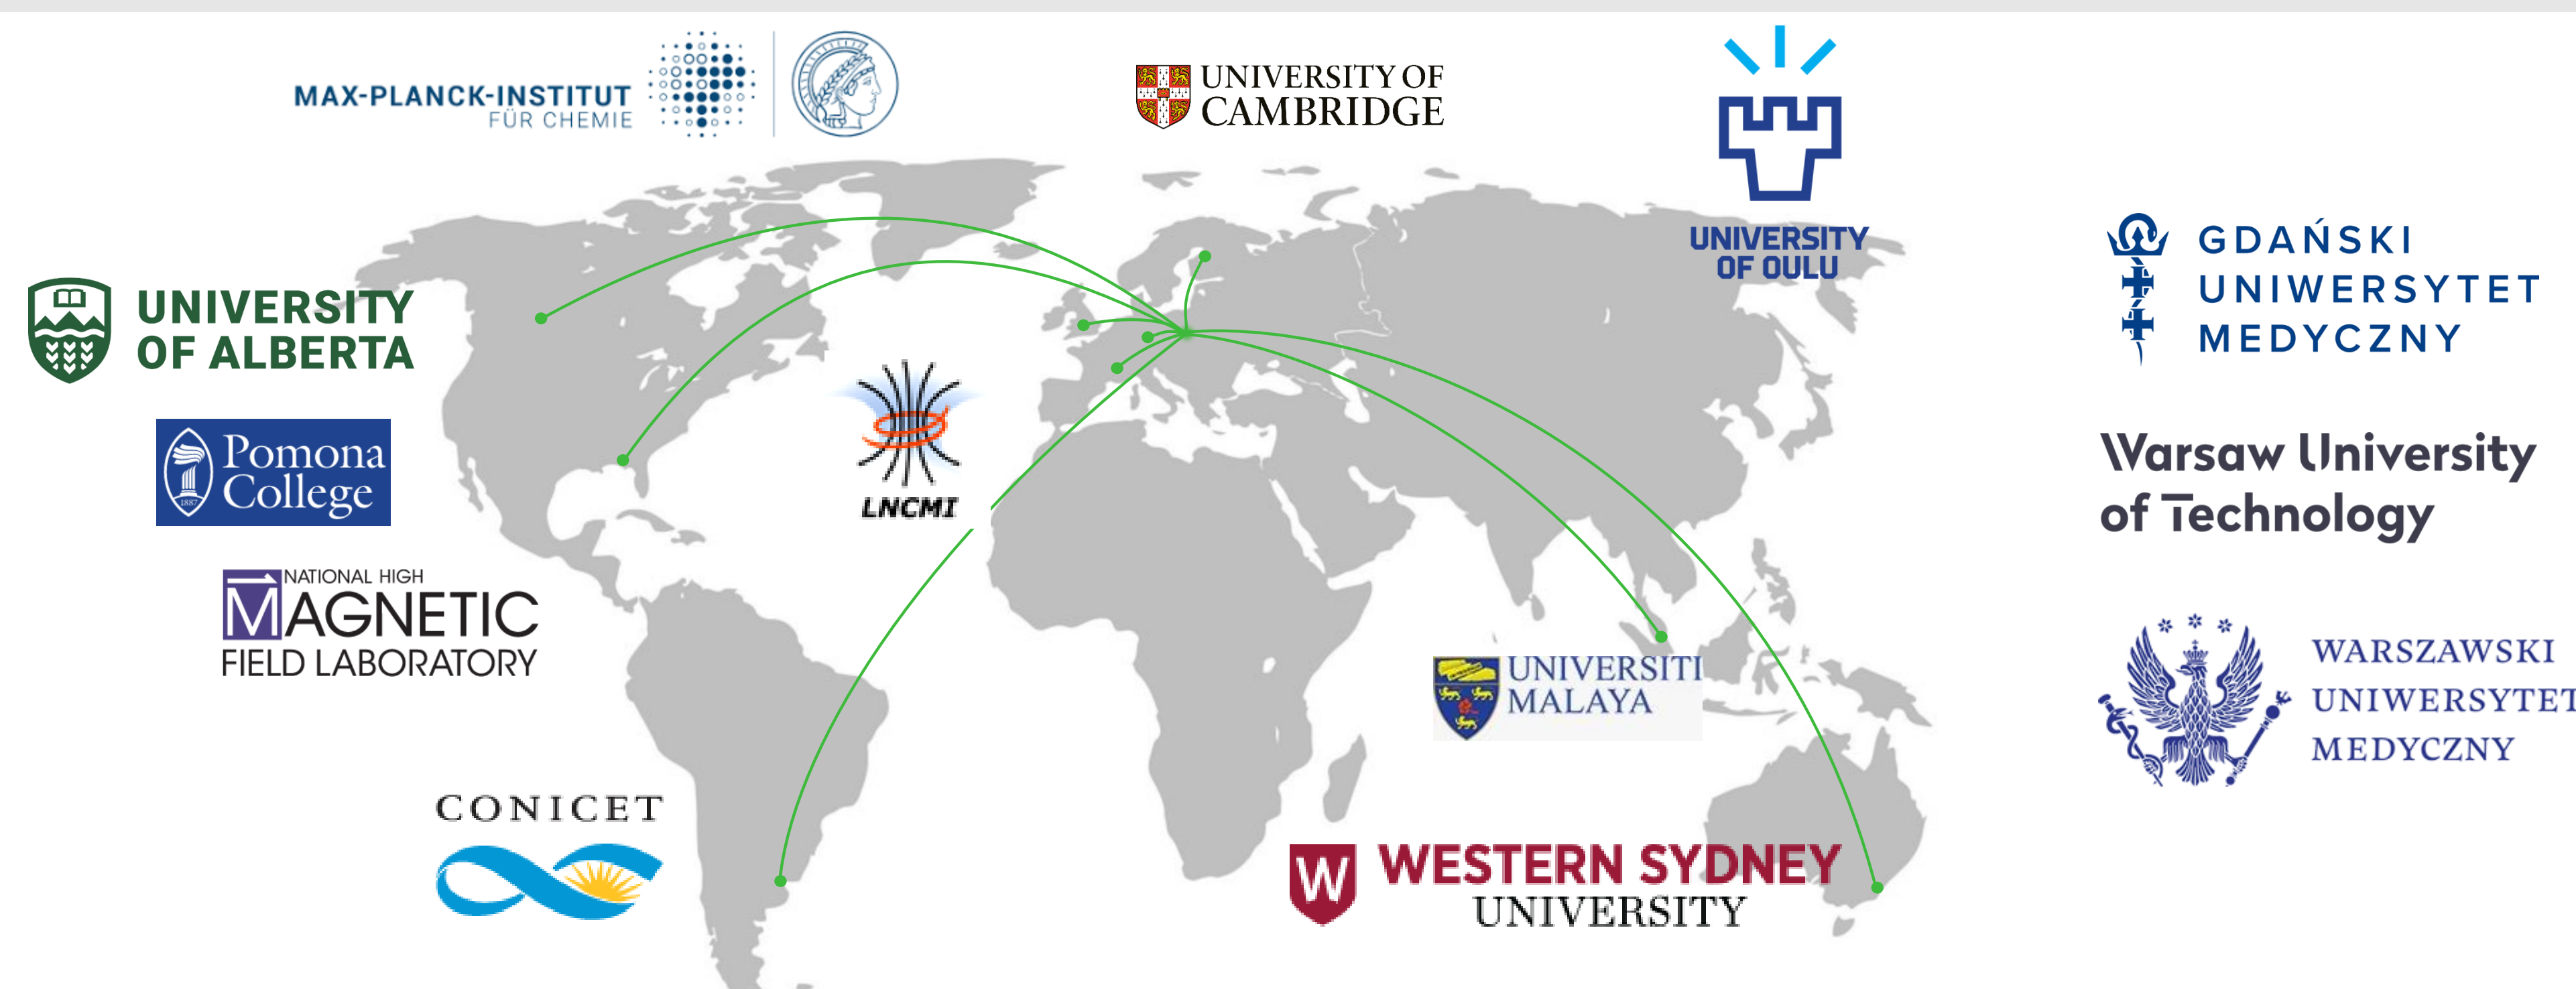 MAX-PLANCK-INSTITUT
FÜR CHEMIE
UNIVERSITY OF
CAMBRIDGE
UNIVERSITY
OF OULU
GDAŃSKI
UNIWERSYTET
MEDYCZNY
UNIVERSITY
OF ALBERTA
Pomona
College
1887
LNCMI
Warsaw University
of Technology
NATIONAL HIGH
MAGNETIC
FIELD LABORATORY
UNIVERSITI
MALAYA
WARSZAWSKI
UNIWERSYTET
MEDYCZNY
CONICET
W
WESTERN SYDNEY
UNIVERSITY